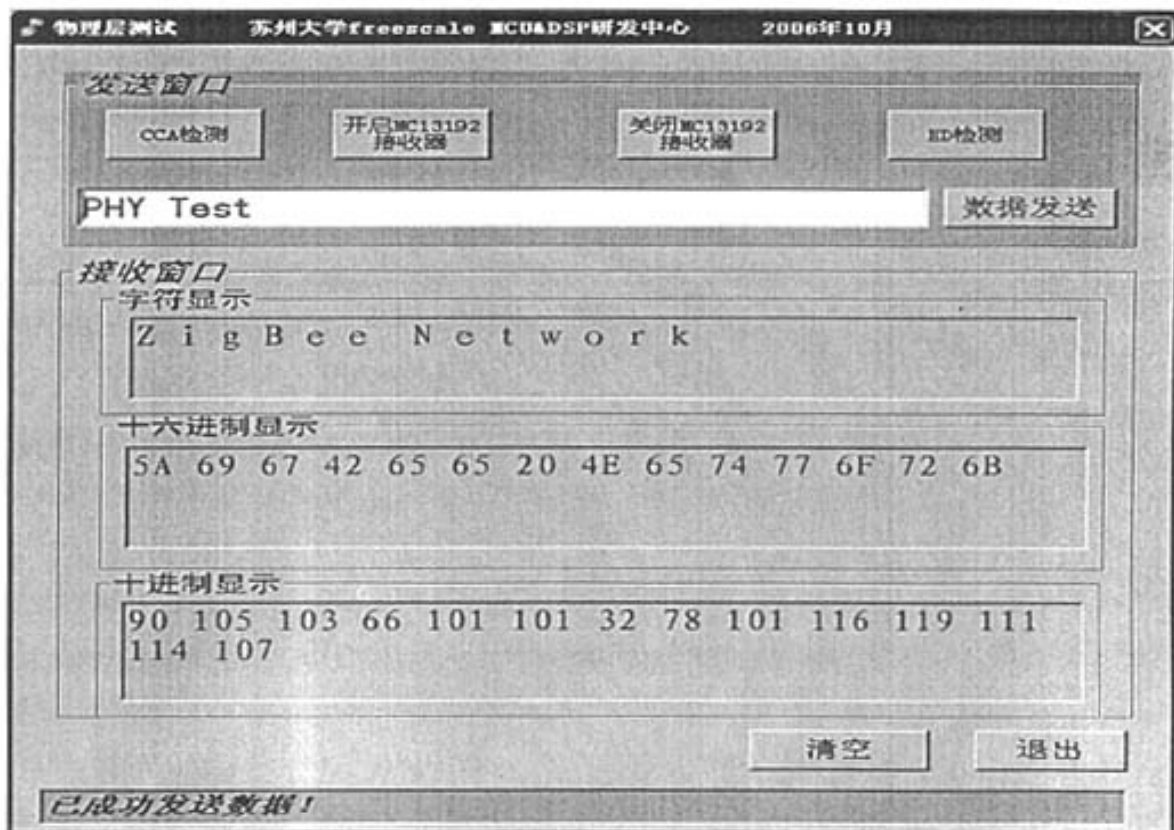 物理层测试 苏州大学freescale MCU&DSP研发中心 2006年10月
发送窗口
CCA检测
开启MC13192
接收器
关闭MC13192
接收器
ED检测
PHY Test
数据发送
接收窗口
字符显示
Z i g B e e N e t w o r k
十六进制显示
5A 69 67 42 65 65 20 4E 65 74 77 6F 72 6B
十进制显示
90 105 103 66 101 101 32 78 101 116 119 111
114 107
清空
退出
已成功发送数据!